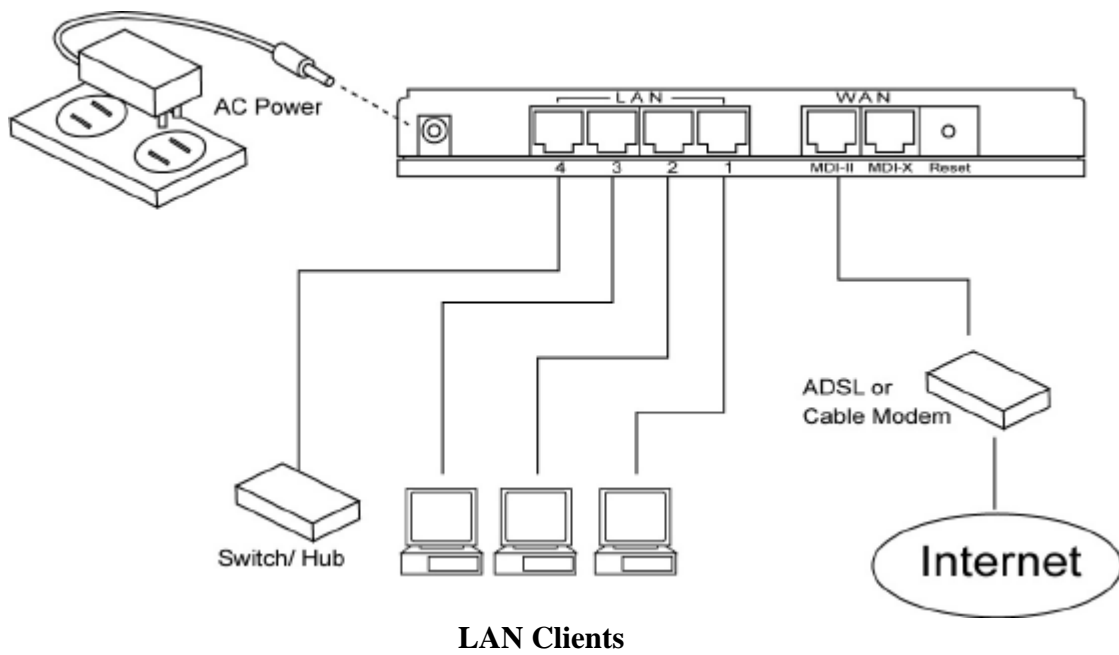 AC Power
LAN
WAN
4 3 2 1 MDI-II MDI-X Reset
ADSL or
Cable Modem
Switch/ Hub
Internet
LAN Clients